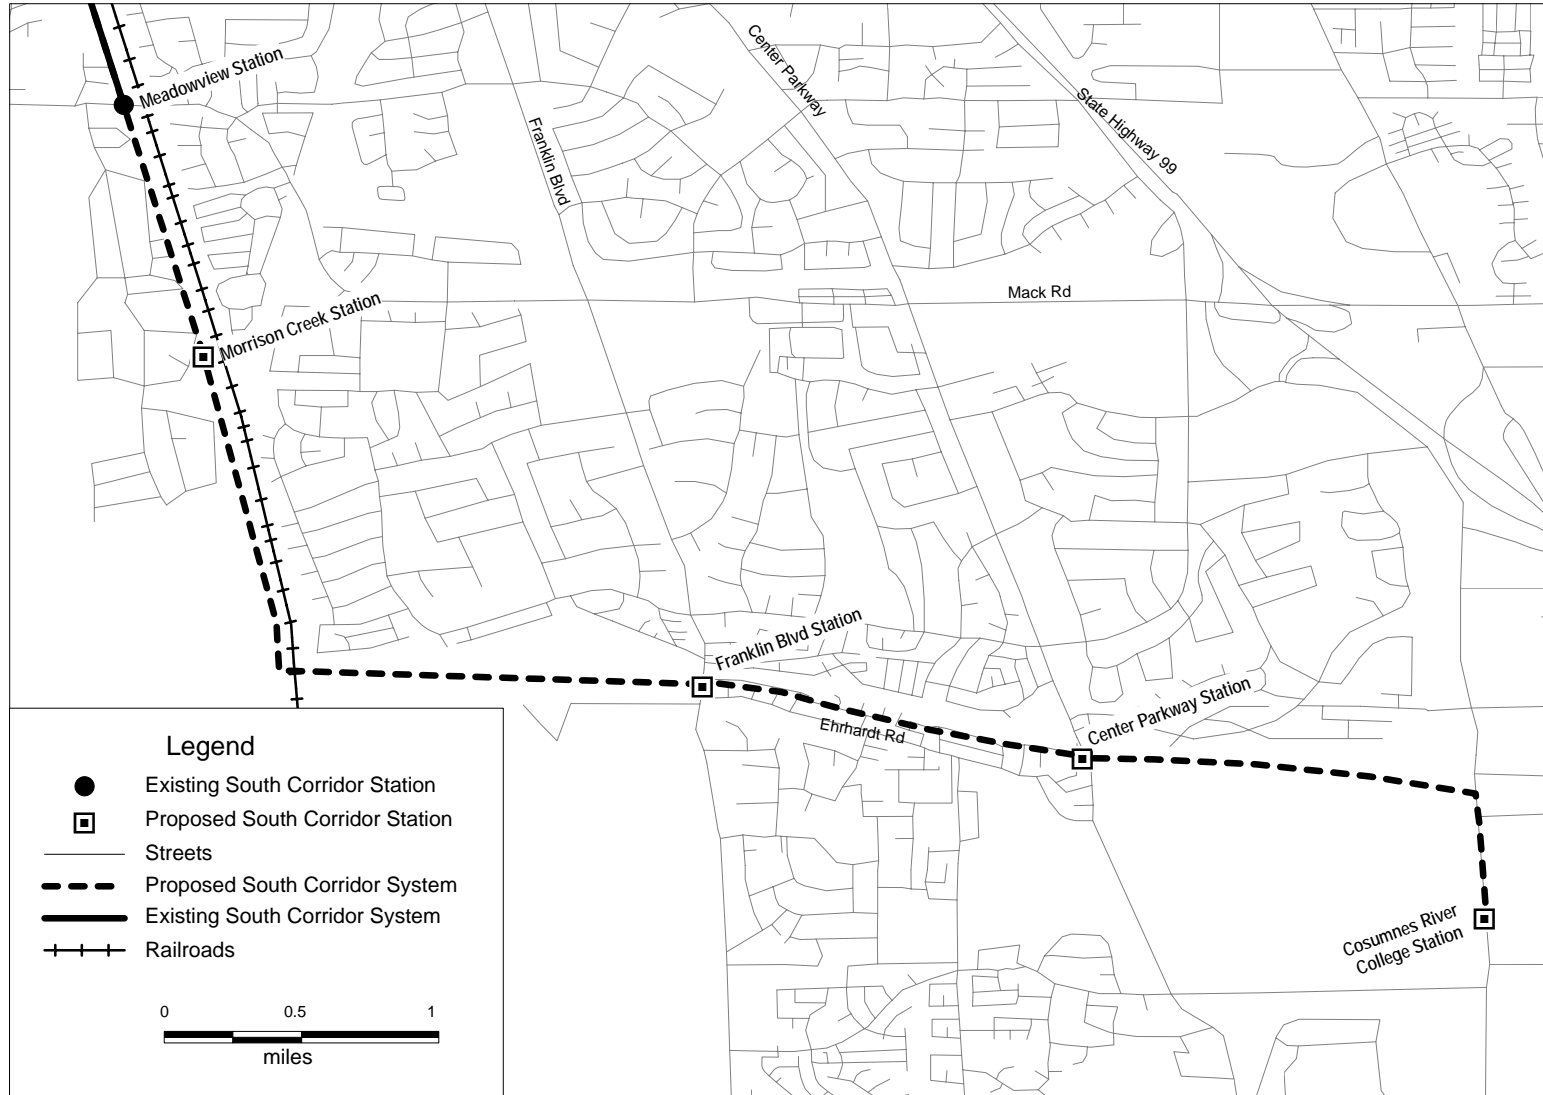 Meadowview Station
Center Parkway
State Highway 99
Franklin Blvd
Mack Rd
Morrison Creek Station
Franklin Blvd Station
Ehrhardt Rd
Center Parkway Station
Cosumnes River
College Station
Legend
Existing South Corridor Station
Proposed South Corridor Station
Streets
Proposed South Corridor System
Existing South Corridor System
Railroads
0 0.5 1
miles